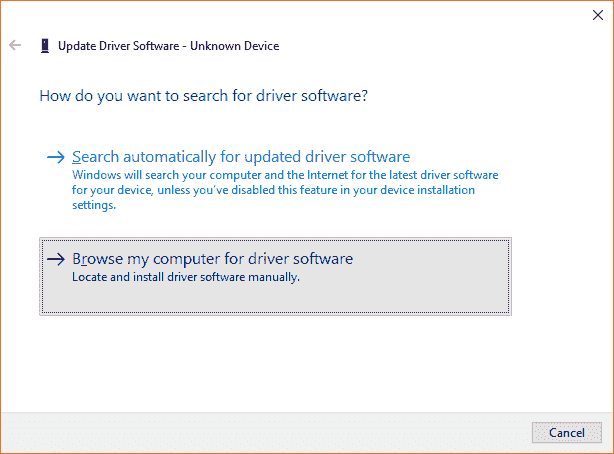 Update Driver Software - Unknown Device
How do you want to search for driver software?
Search automatically for updated driver software
Windows will search your computer and the Internet for the latest driver software
for your device, unless you've disabled this feature in your device installation
settings.
Browse my computer for driver software
Locate and install driver software manually.
Cancel